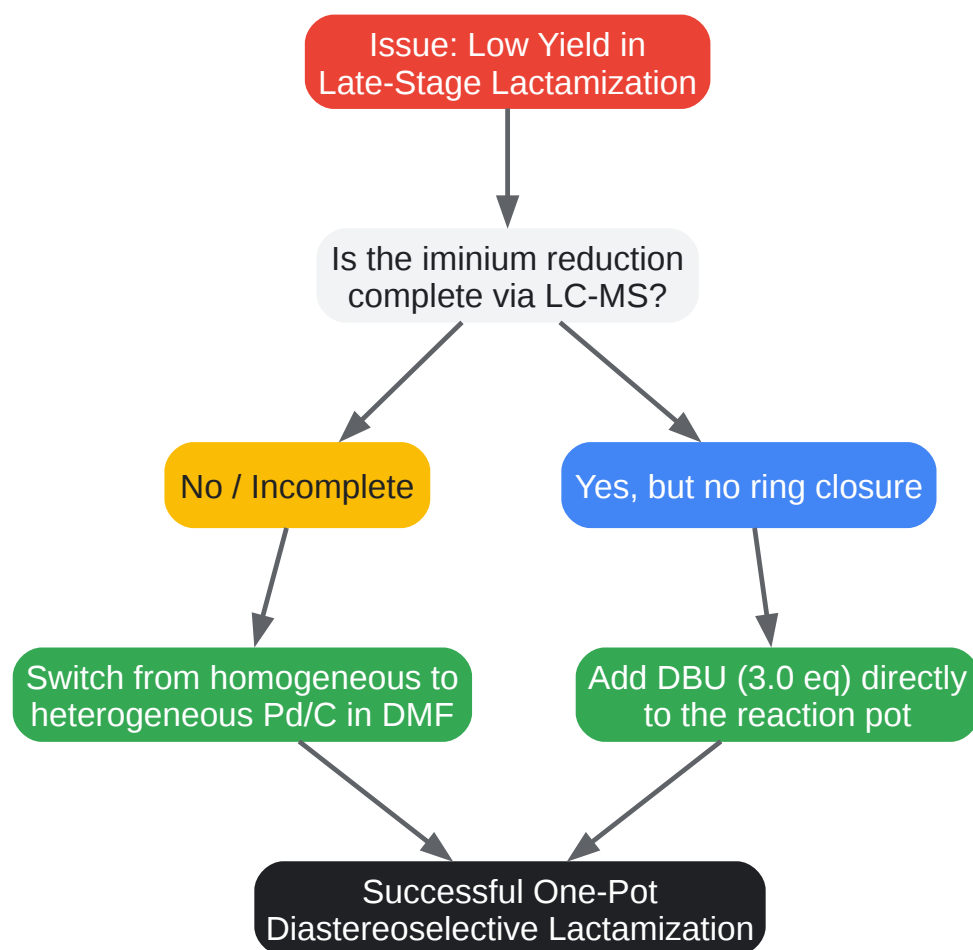 Issue: Low Yield in
Late-Stage Lactamization
Is the iminium reduction
complete via LC-MS?
No / Incomplete
Yes, but no ring closure
Switch from homogeneous to
heterogeneous Pd/C in DMF
Add DBU (3.0 eq) directly
to the reaction pot
Successful One-Pot
Diastereoselective Lactamization